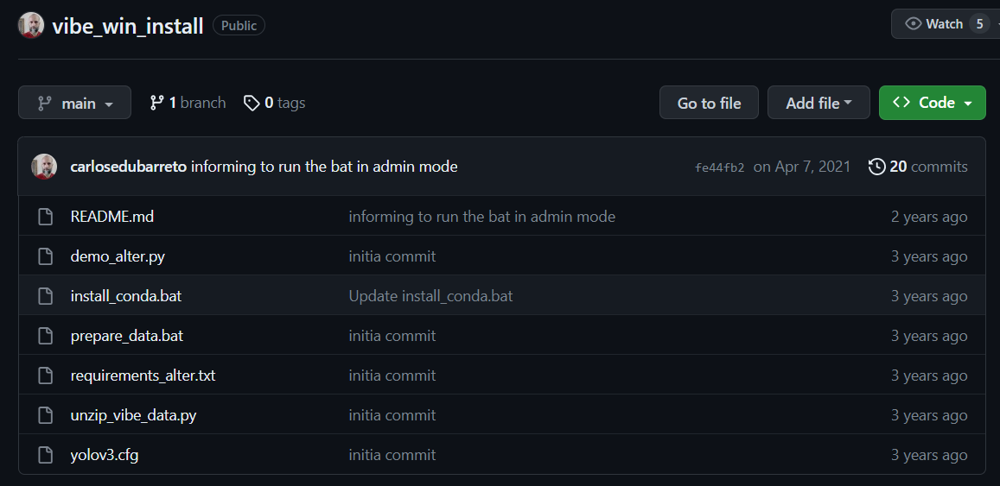 vibe_win_install Public Watch 5
main 1 branch 0 tags Go to file Add file <> Code
carlosedubarreto informing to run the bat in admin mode fe44fb2 on Apr 7, 2021 20 commits
README.md informing to run the bat in admin mode 2 years ago
demo_alter.py initia commit 3 years ago
install_conda.bat Update install_conda.bat 3 years ago
prepare_data.bat initia commit 3 years ago
requirements_alter.txt initia commit 3 years ago
unzip_vibe_data.py initia commit 3 years ago
yolov3.cfg initia commit 3 years ago